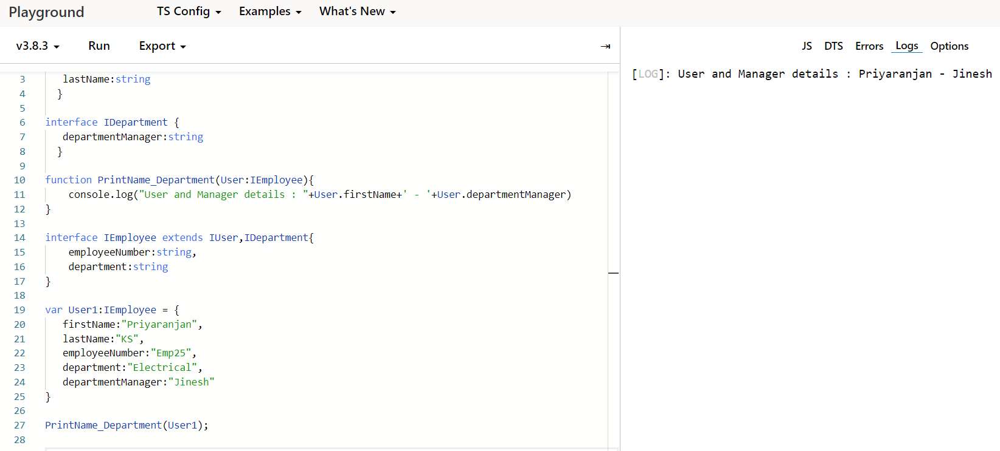 Playground TS Config Examples What's New
v3.8.3 Run Export JS DTS Errors Logs Options
[LOG]: User and Manager details : Priyaranjan - Jinesh
3 lastName:string
4 }
5
6 interface IDepartment {
7 departmentManager:string
8 }
9
10 function PrintName_Department(User:IEmployee){
11 console.log("User and Manager details : "+User.firstName+' - '+User.departmentManager)
12 }
13
14 interface IEmployee extends IUser,IDepartment{
15 employeeNumber:string,
16 department:string
17 }
18
19 var User1:IEmployee = {
20 firstName:"Priyaranjan",
21 lastName:"KS",
22 employeeNumber:"Emp25",
23 department:"Electrical",
24 departmentManager:"Jinesh"
25 }
26
27 PrintName_Department(User1);
28